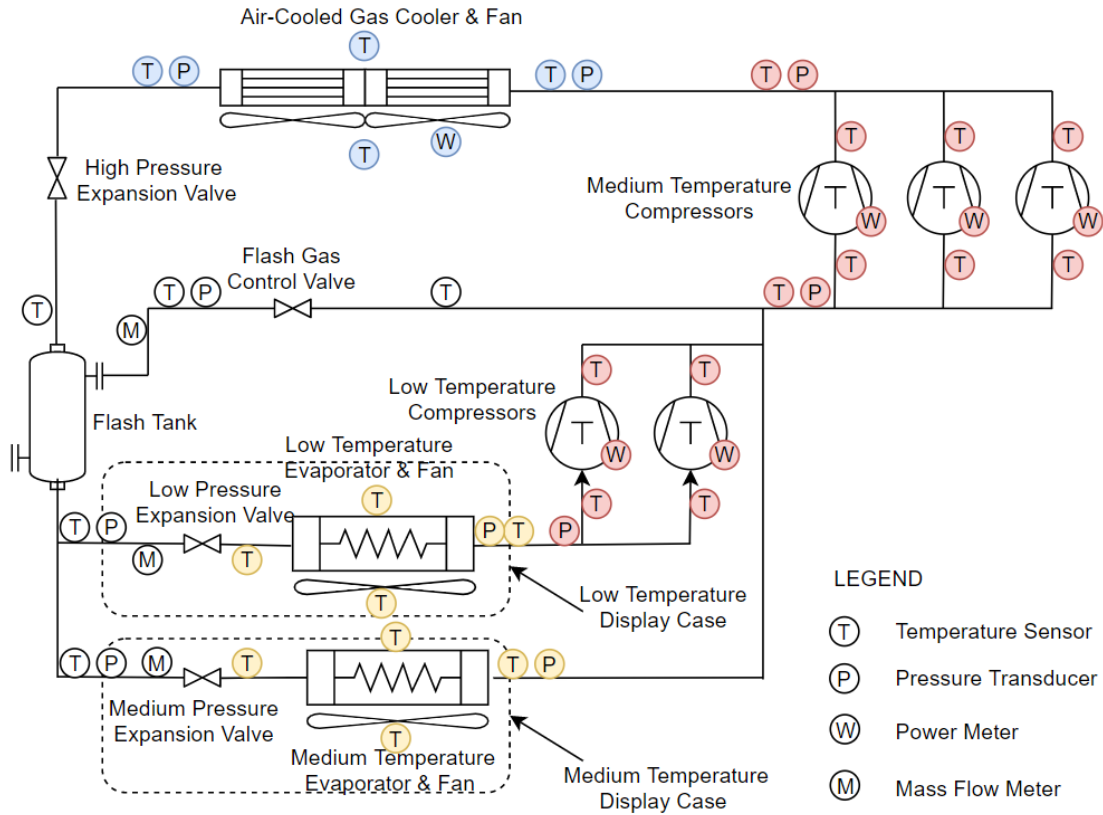 Air-Cooled Gas Cooler & Fan
T
T P
T P
T P
T
W
T T T
High Pressure
Expansion Valve
Medium Temperature
Compressors
T T T
W W W
Flash Gas
Control Valve
T T T
T P
T
T P
T
M
Low Temperature
Compressors
T T
Flash Tank
T T
W W
Low Temperature
Evaporator & Fan
Low Pressure
Expansion Valve
T
T T
T P
P T
P
M
T
T
LEGEND
Low Temperature
Display Case
T Temperature Sensor
T
T P M
T
T P
P Pressure Transducer
Medium Pressure
Expansion Valve
T
W Power Meter
Medium Temperature
Evaporator & Fan
Medium Temperature
Display Case
M Mass Flow Meter